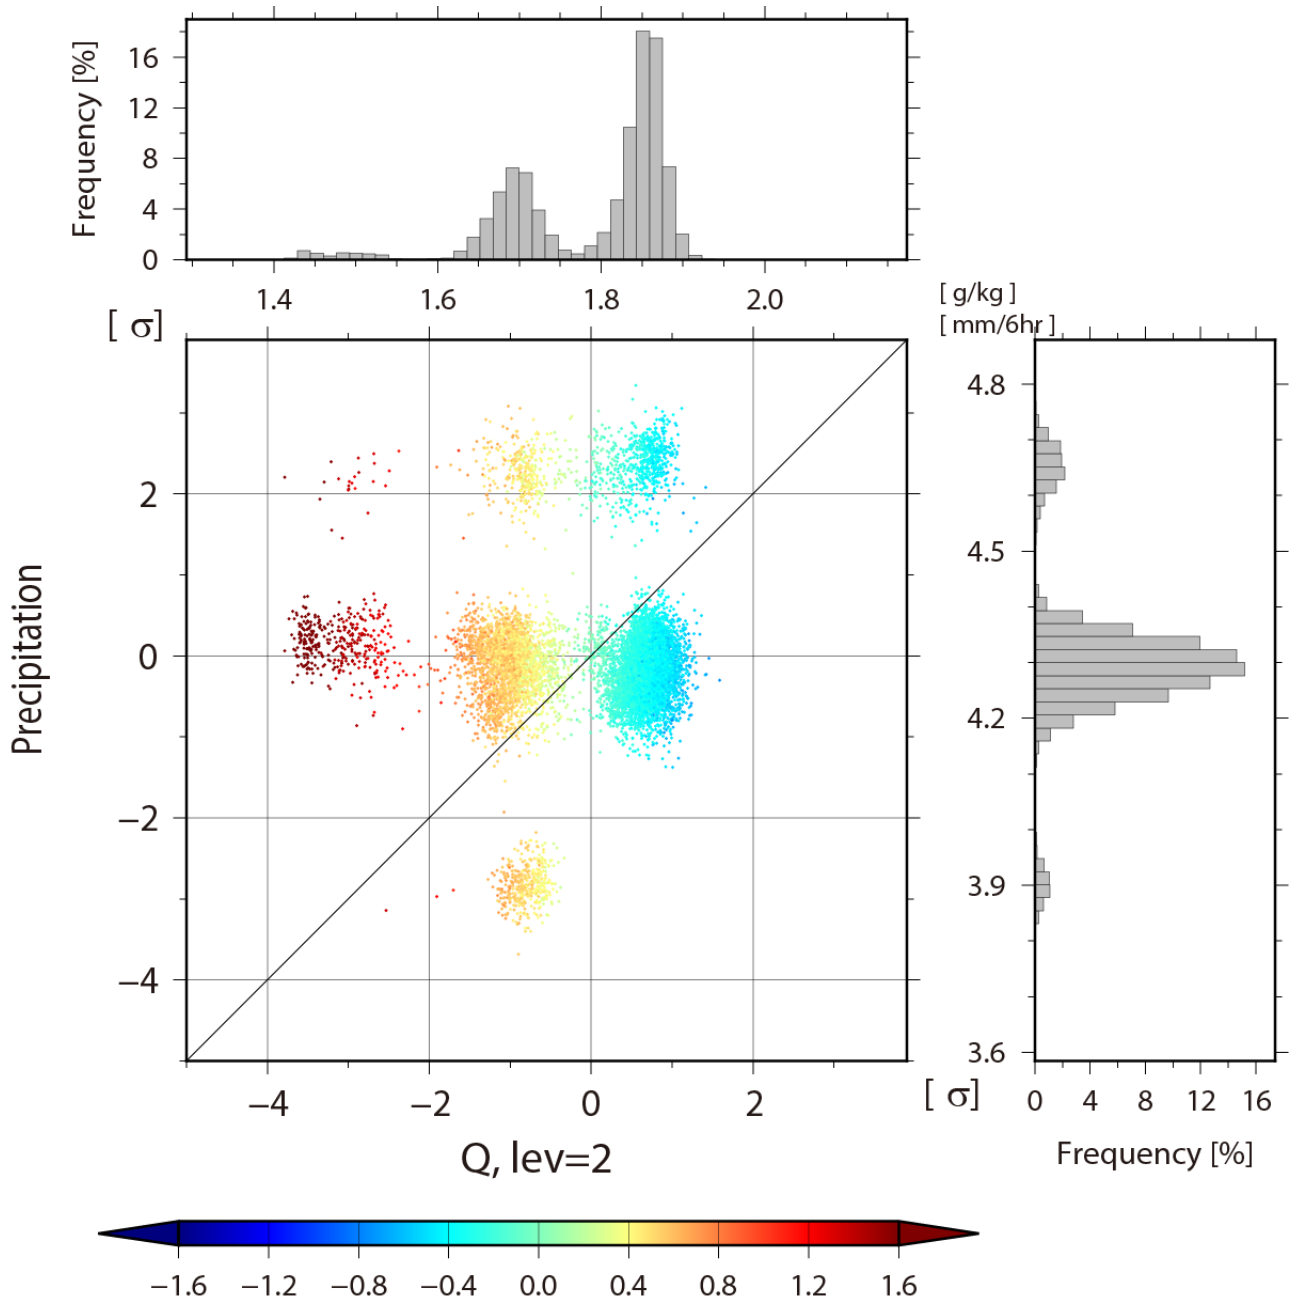 Frequency [%]
16
12
8
4
0
1.4 1.6 1.8 2.0 [ g/kg ]
[ σ] [ mm/6hr ]
Precipitation
2
0
−2
−4
4.8
4.5
4.2
3.9
3.6
−4 −2 0 2 [ σ] 0 4 8 12 16
Q, lev=2 Frequency [%]
−1.6 −1.2 −0.8 −0.4 0.0 0.4 0.8 1.2 1.6